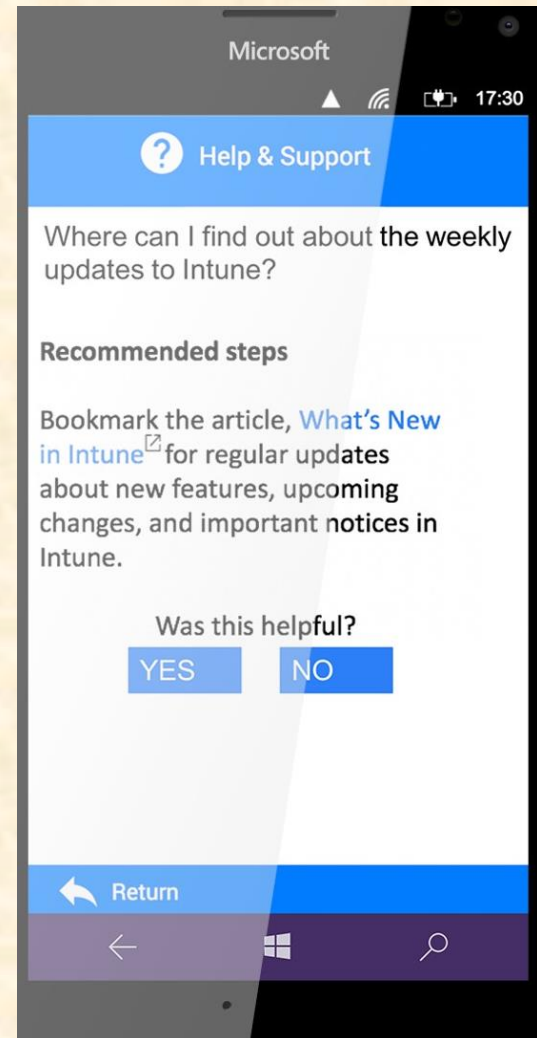 Microsoft
17:30
Help & Support
Where can I find out about the weekly
updates to Intune?
Recommended steps
Bookmark the article, What's New
in Intune for regular updates
about new features, upcoming
changes, and important notices in
Intune.
Was this helpful?
YES NO
Return